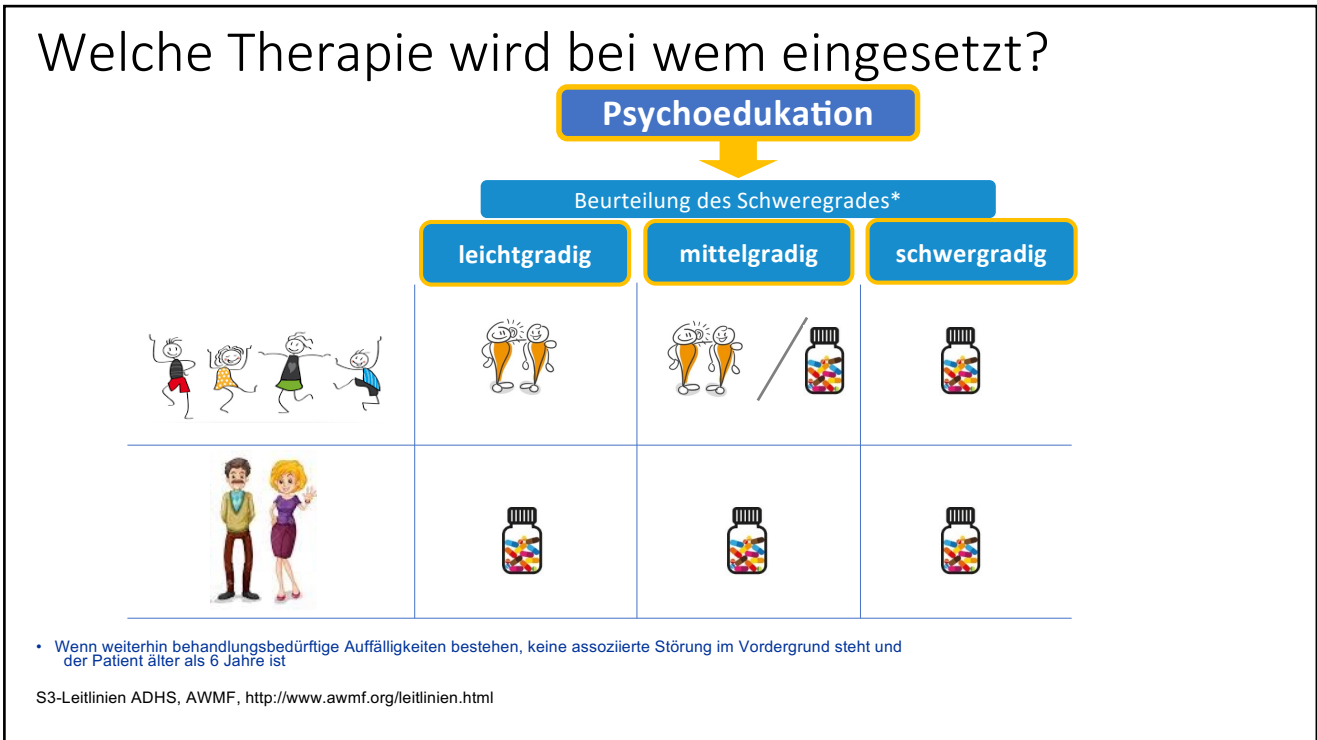 Welche Therapie wird bei wem eingesetzt?
Psychoedukation
Beurteilung des Schweregrades*
leichtgradig
mittelgradig
schwergradig
• Wenn weiterhin behandlungsbedürftige Auffälligkeiten bestehen, keine assoziierte Störung im Vordergrund steht und
der Patient älter als 6 Jahre ist
S3-Leitlinien ADHS, AWMF, http://www.awmf.org/leitlinien.html